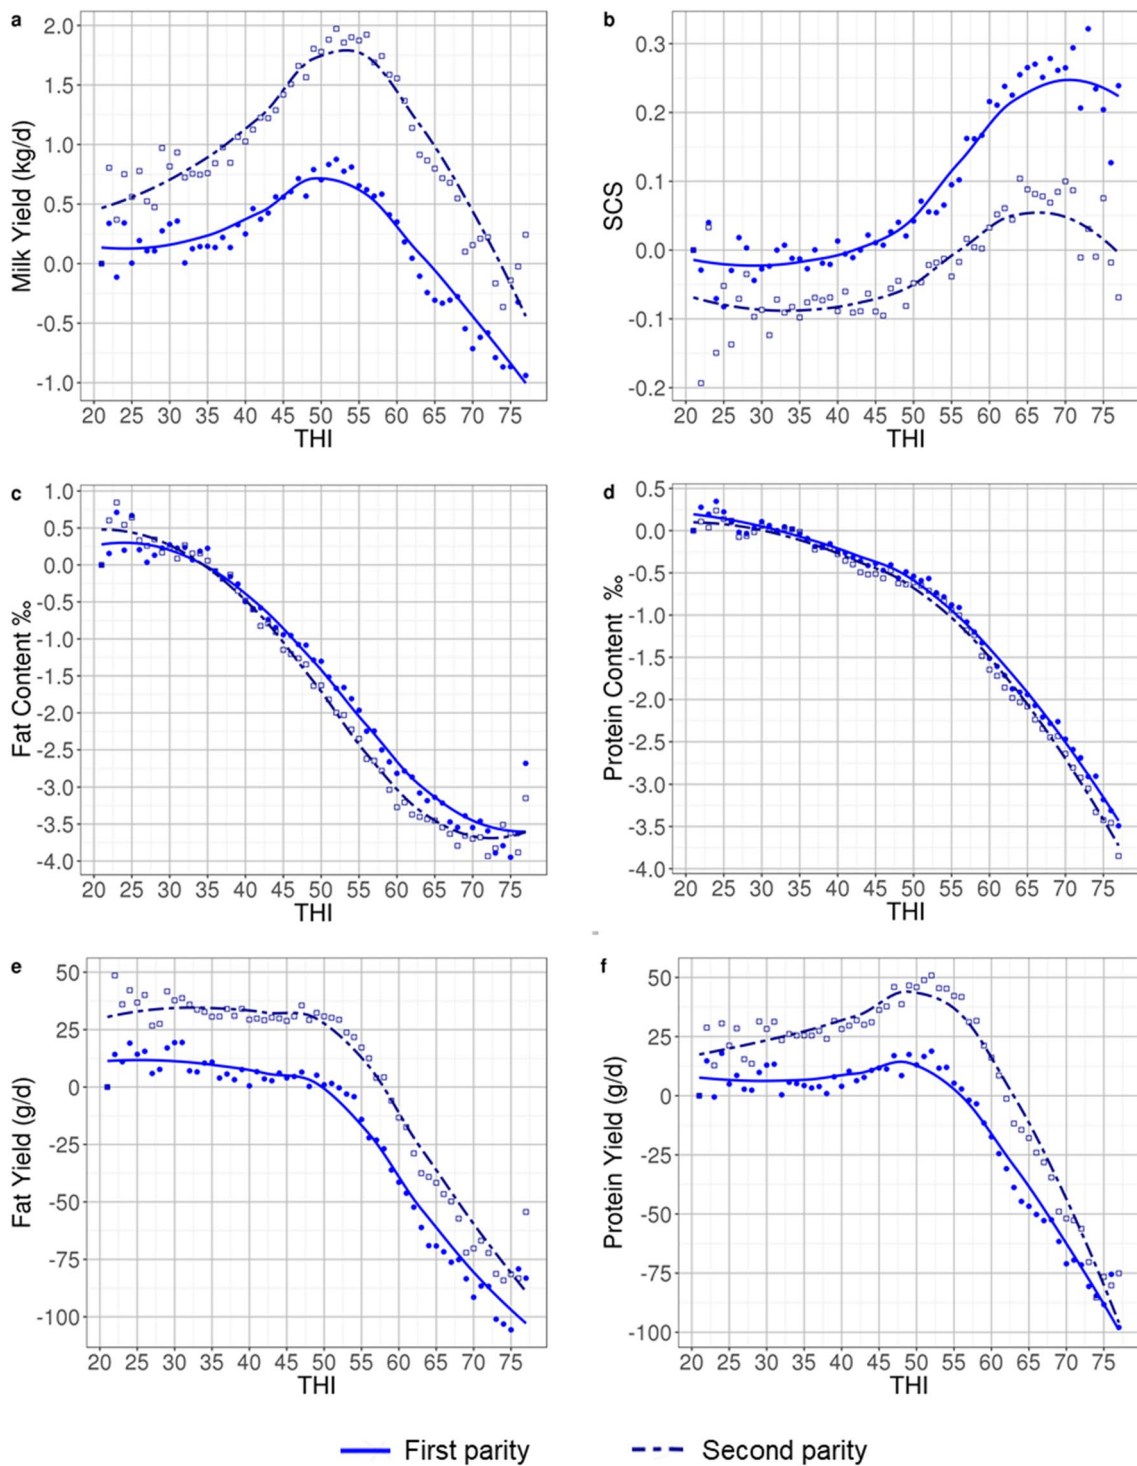 a
2.0
1.5
1.0
0.5
0.0
-0.5
-1.0
Milk Yield (kg/d)
20 25 30 35 40 45 50 55 60 65 70 75
THI
b
0.3
0.2
0.1
0.0
-0.1
-0.2
SCS
20 25 30 35 40 45 50 55 60 65 70 75
THI
c
1.0
0.5
0.0
-0.5
-1.0
-1.5
-2.0
-2.5
-3.0
-3.5
-4.0
Fat Content ‰
20 25 30 35 40 45 50 55 60 65 70 75
THI
d
0.5
0.0
-0.5
-1.0
-1.5
-2.0
-2.5
-3.0
-3.5
-4.0
Protein Content ‰
20 25 30 35 40 45 50 55 60 65 70 75
THI
e
50
25
0
-25
-50
-75
-100
Fat Yield (g/d)
20 25 30 35 40 45 50 55 60 65 70 75
THI
f
50
25
0
-25
-50
-75
-100
Protein Yield (g/d)
20 25 30 35 40 45 50 55 60 65 70 75
THI
First parity
Second parity